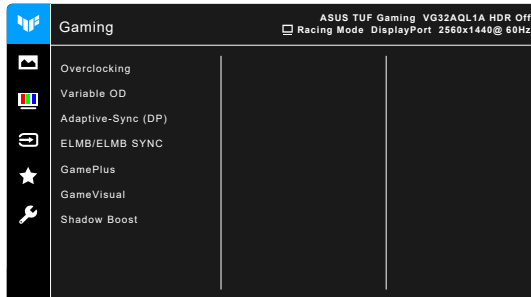 Gaming
ASUS TUF Gaming VG32AQL1A HDR Off
Racing Mode DisplayPort 2560x1440@ 60Hz
Overclocking
Variable OD
Adaptive-Sync (DP)
ELMB/ELMB SYNC
GamePlus
GameVisual
Shadow Boost